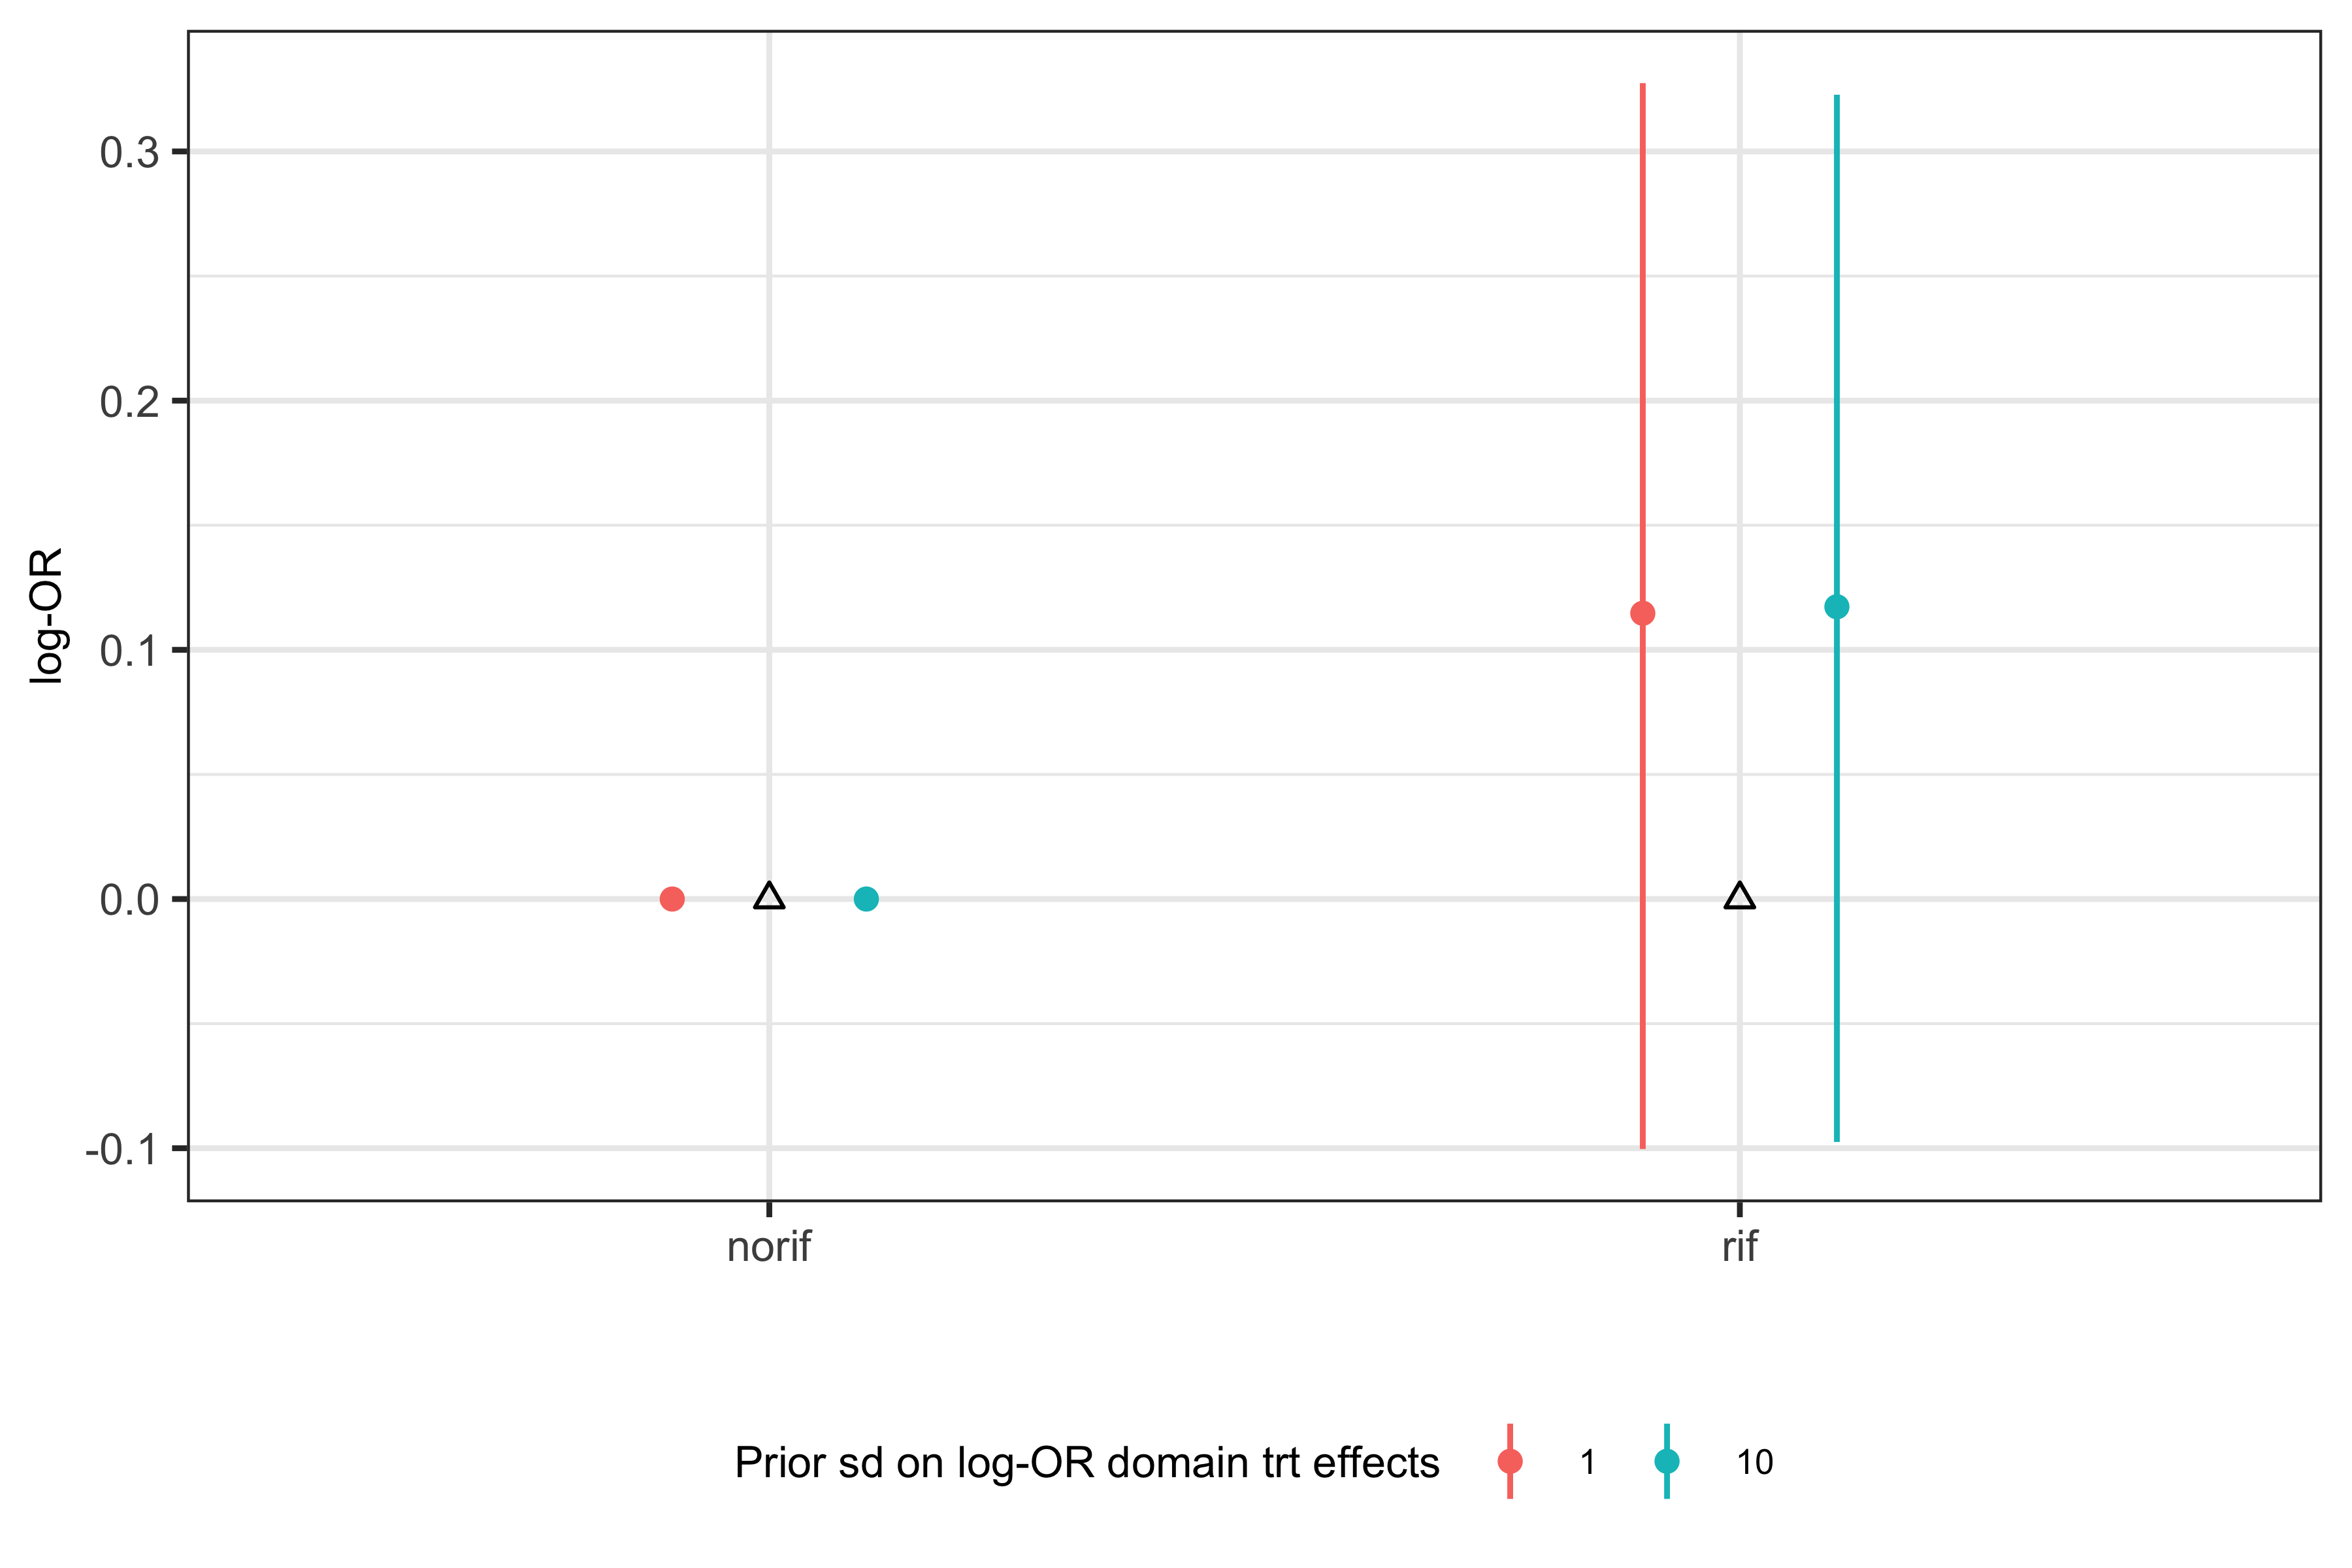 log-OR
0.3
0.2
0.1
0.0
-0.1
norif
rif
Prior sd on log-OR domain trt effects 1 10